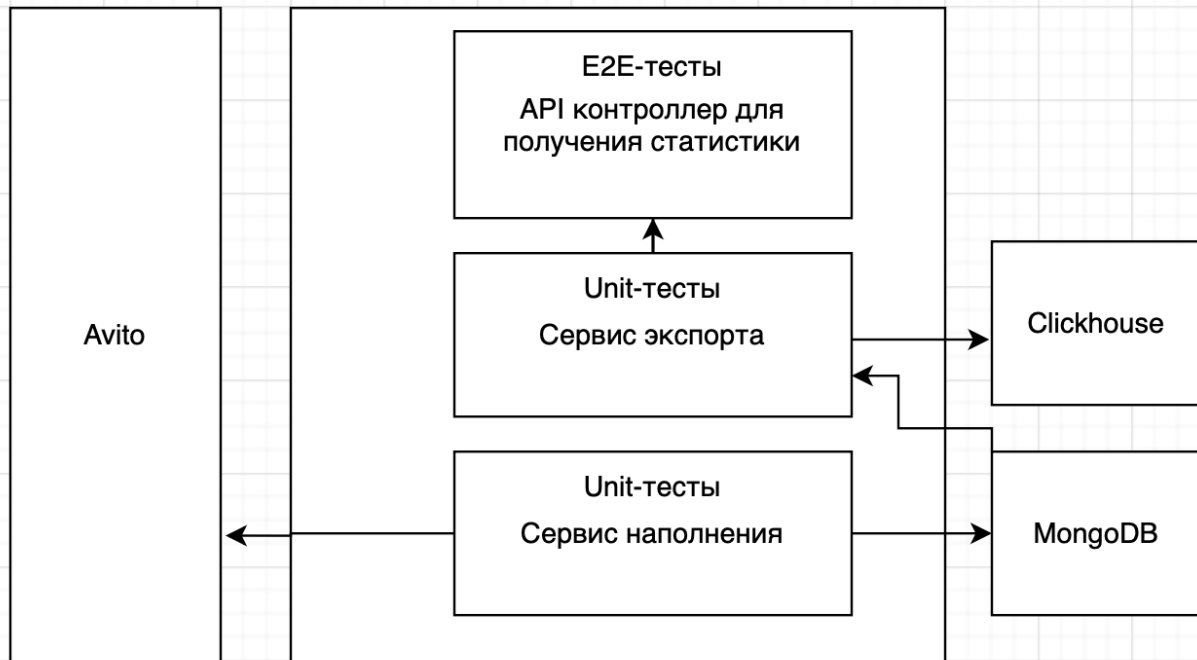 Avito
E2E-тесты
API контроллер для
получения статистики
Unit-тесты
Сервис экспорта
Unit-тесты
Сервис наполнения
Clickhouse
MongoDB